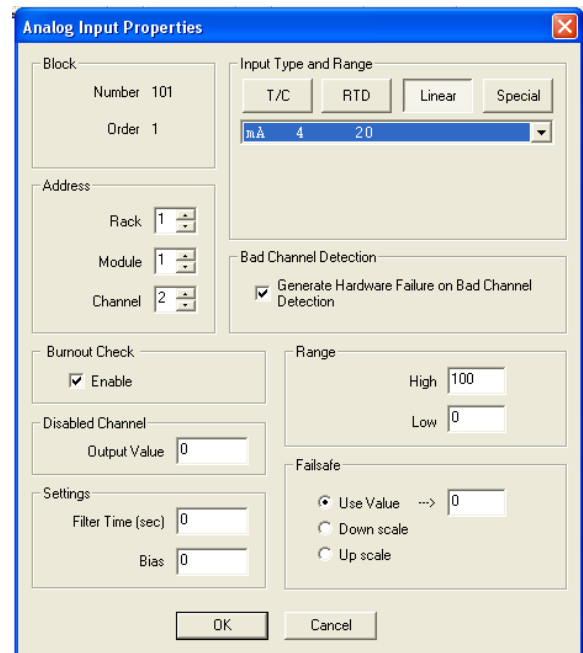 Analog Input Properties
Block
Number 101
Order 1
Input Type and Range
T/C RTD Linear Special
mA 4 20
Address
Rack 1
Module 1
Channel 2
Bad Channel Detection
Generate Hardware Failure on Bad Channel
Detection
Burnout Check
Enable
Range
High 100
Low 0
Disabled Channel
Output Value 0
Failsafe
Use Value ---> 0
Down scale
Up scale
Settings
Filter Time (sec) 0
Bias 0
OK Cancel